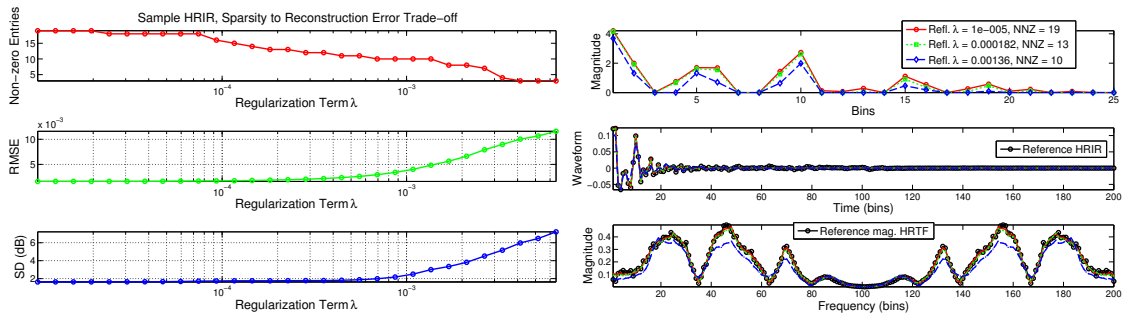 Sample HRIR, Sparsity to Reconstruction Error Trade-off
Non-zero Entries
15
10
5
10⁻⁴
10⁻³
Regularization Term λ
x 10⁻³
RMSE
10
5
10⁻⁴
10⁻³
Regularization Term λ
SD (dB)
6
4
2
10⁻⁴
10⁻³
Regularization Term λ
Magnitude
4
2
0
5
10
15
20
25
Bins
Refl. λ = 1e-005, NNZ = 19
Refl. λ = 0.000182, NNZ = 13
Refl. λ = 0.00136, NNZ = 10
Waveform
0.1
0.05
0
-0.05
20
40
60
80
100
120
140
160
180
200
Time (bins)
Reference HRIR
Magnitude
0.4
0.3
0.2
0.1
20
40
60
80
100
120
140
160
180
200
Frequency (bins)
Reference mag. HRTF